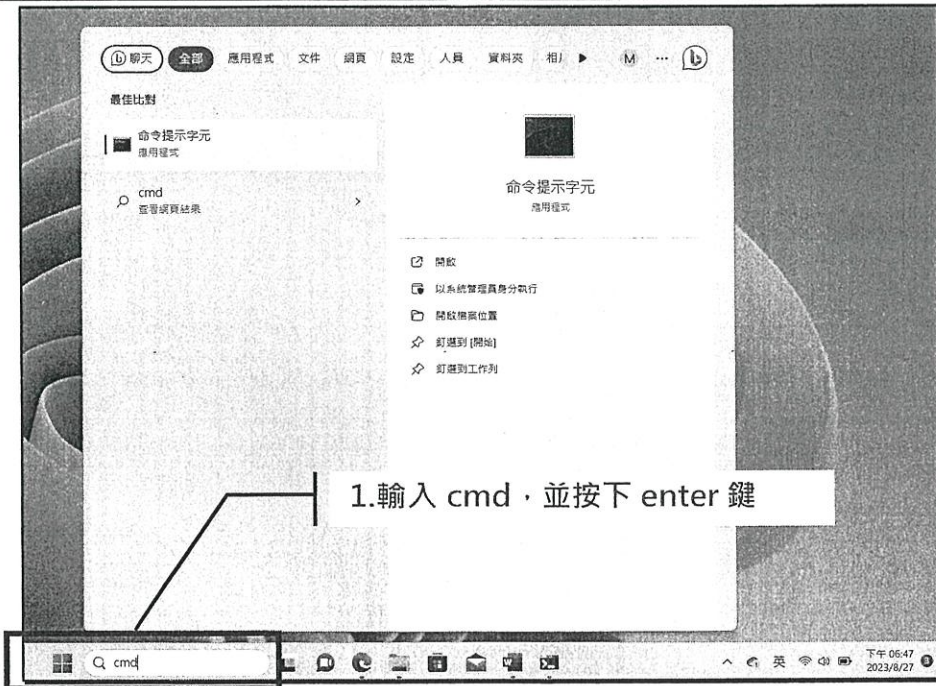 聊天 全部 應用程式 文件 網頁 設定 人員 資料夾 相 M ...
最佳比對
命令提示字元
應用程式
cmd
查看網頁結果
命令提示字元
應用程式
開啟
以系統管理員身分執行
開啟檔案位置
釘選到 [開始]
釘選到工作列
1.輸入 cmd，並按下 enter 鍵
cmd
英
下午 06:47
2023/8/27